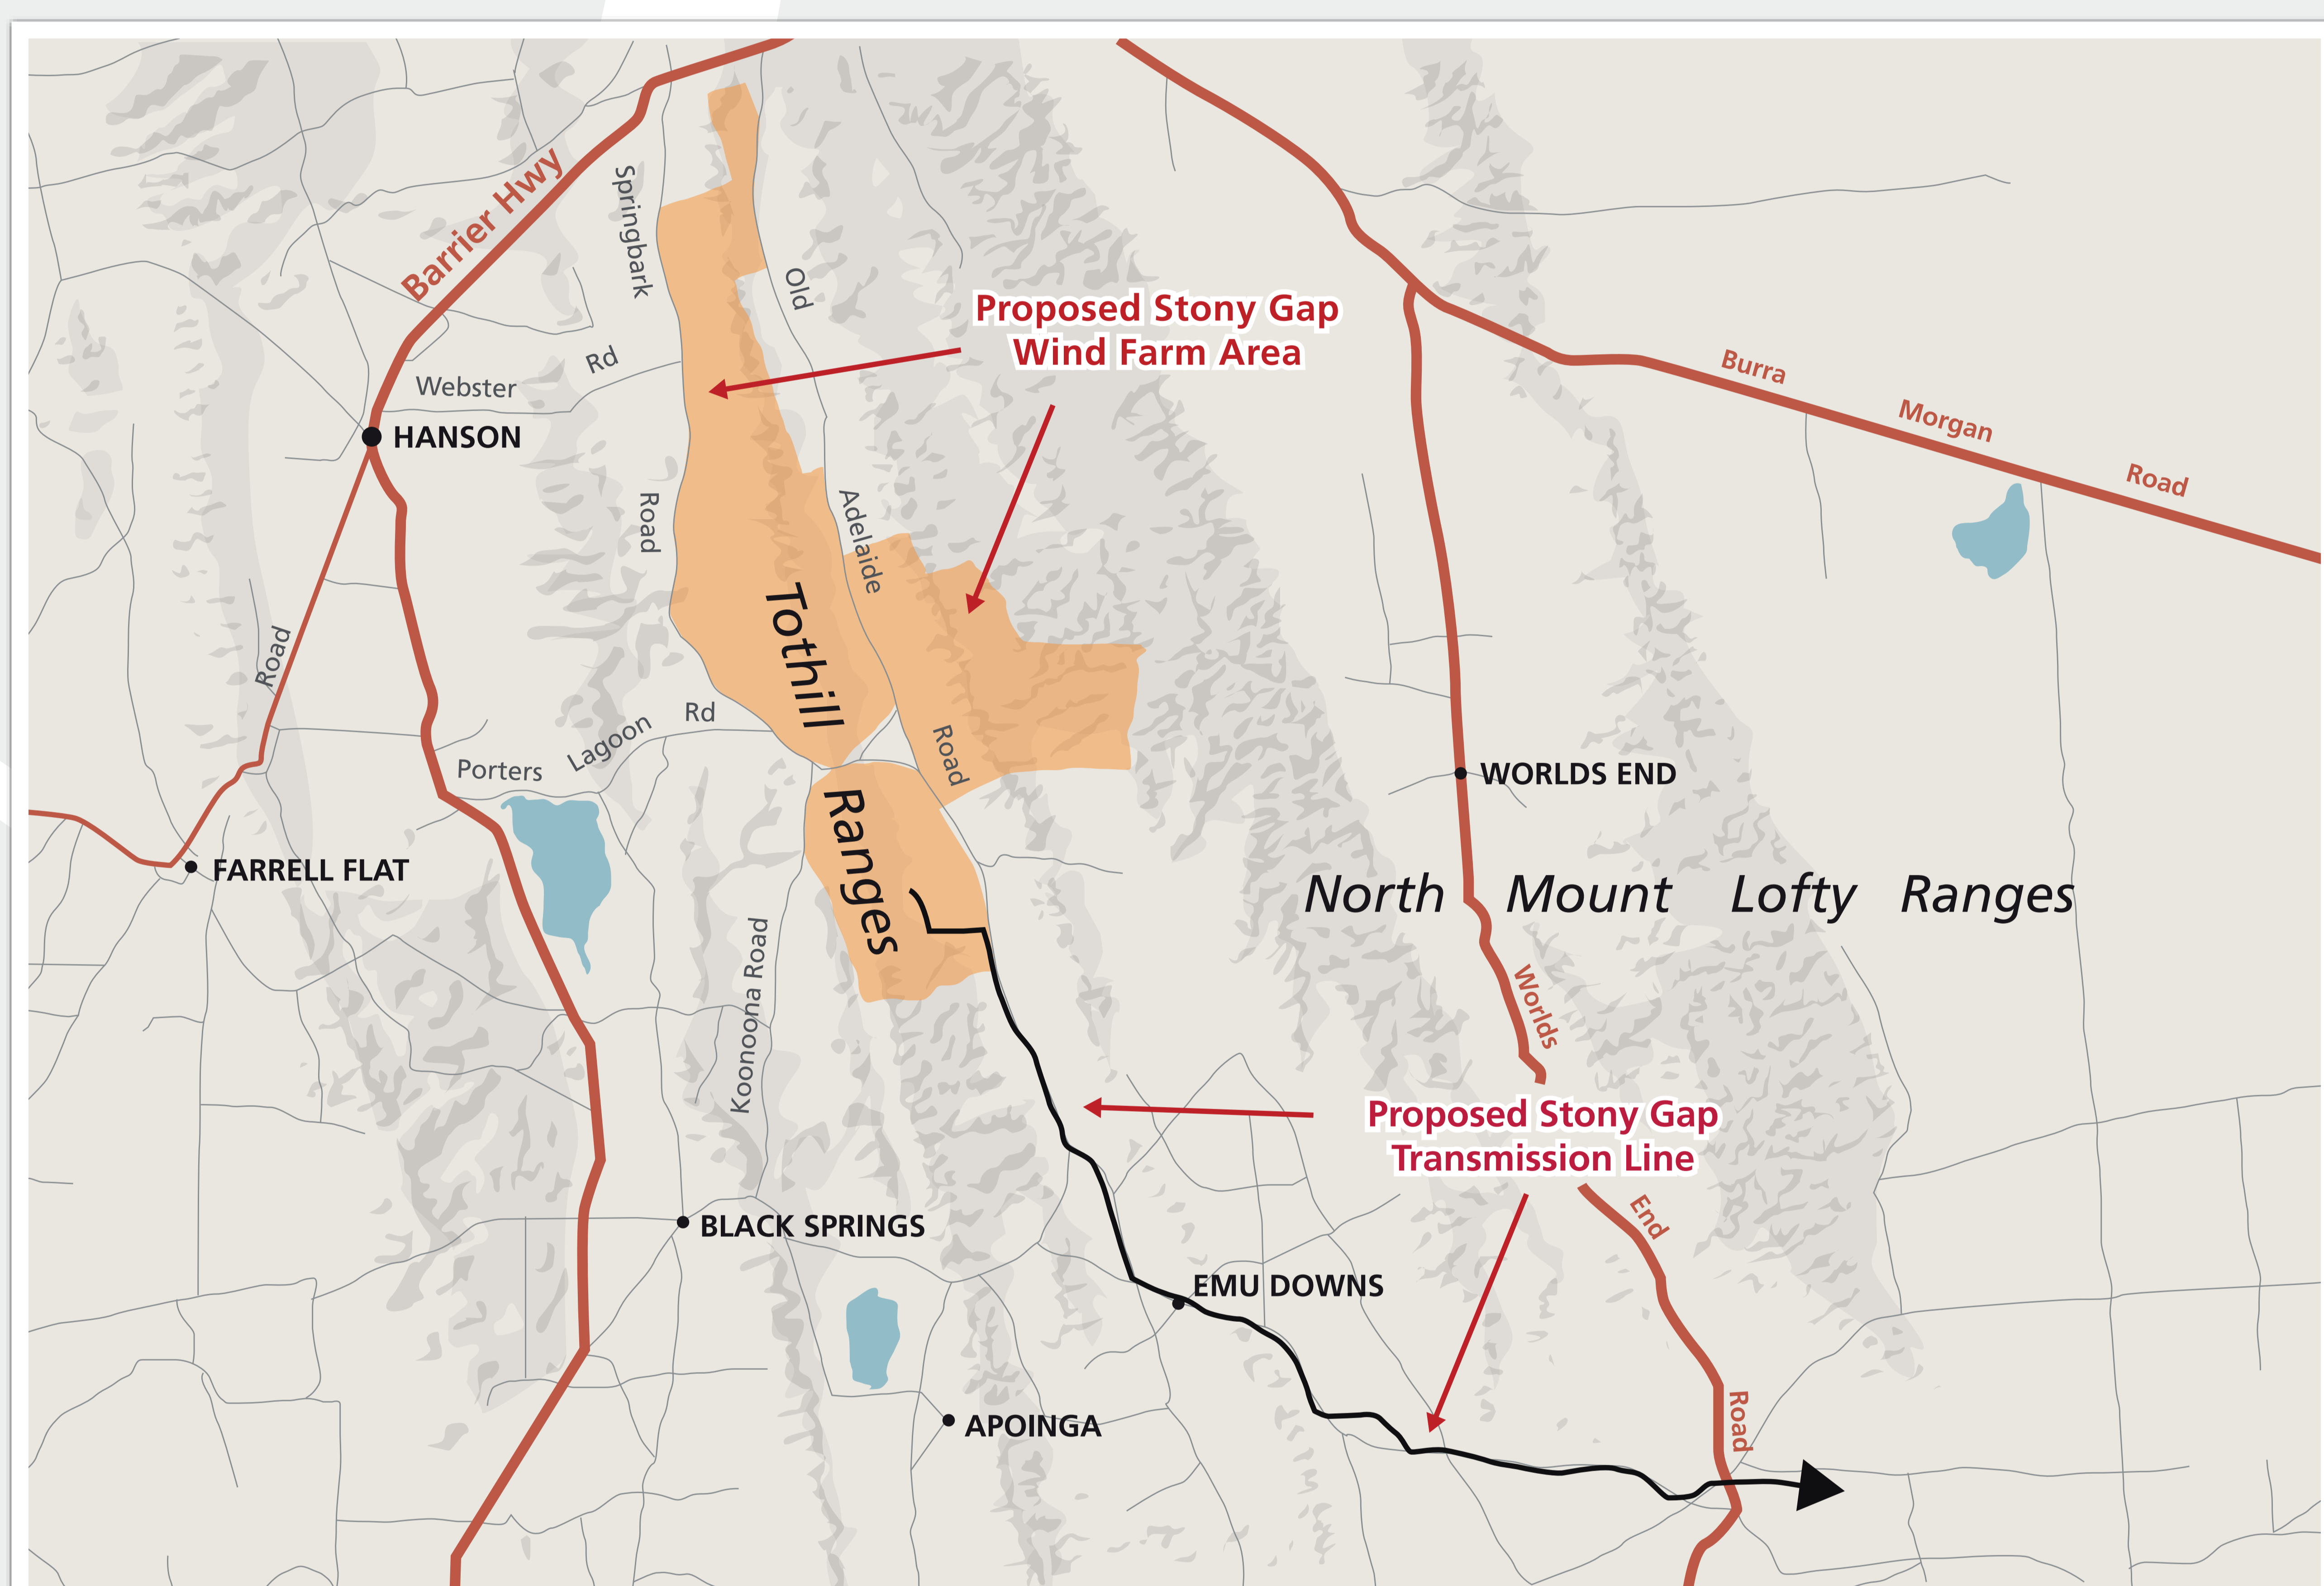 Barrier Hwy
Springbark
Old
Proposed Stony Gap
Wind Farm Area
Burra
Morgan
Road
Webster
Rd
HANSON
Road
Adelaide
Road
Tothill
Lagoon
Rd
Porters
Road
WORLDS END
Ranges
FARRELL FLAT
North Mount Lofty Ranges
Koonoona Road
Worlds
Proposed Stony Gap
Transmission Line
End
BLACK SPRINGS
EMU DOWNS
APOINGA
Road